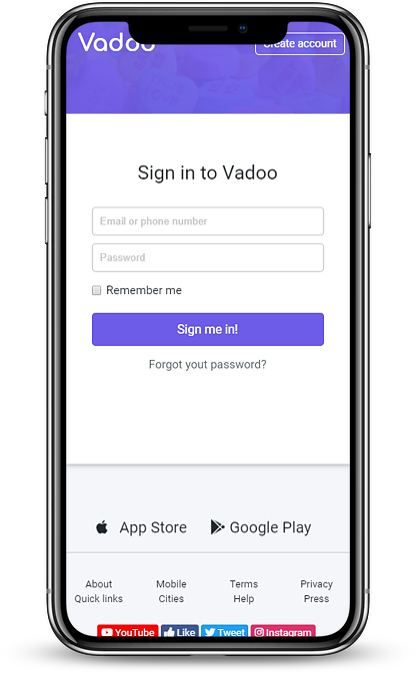 Vadoo
Create account
Sign in to Vadoo
Email or phone number
Password
Remember me
Sign me in!
Forgot yout password?
App Store
Google Play
About Mobile Terms Privacy
Quick links Cities Help Press
YouTube Like Tweet Instagram